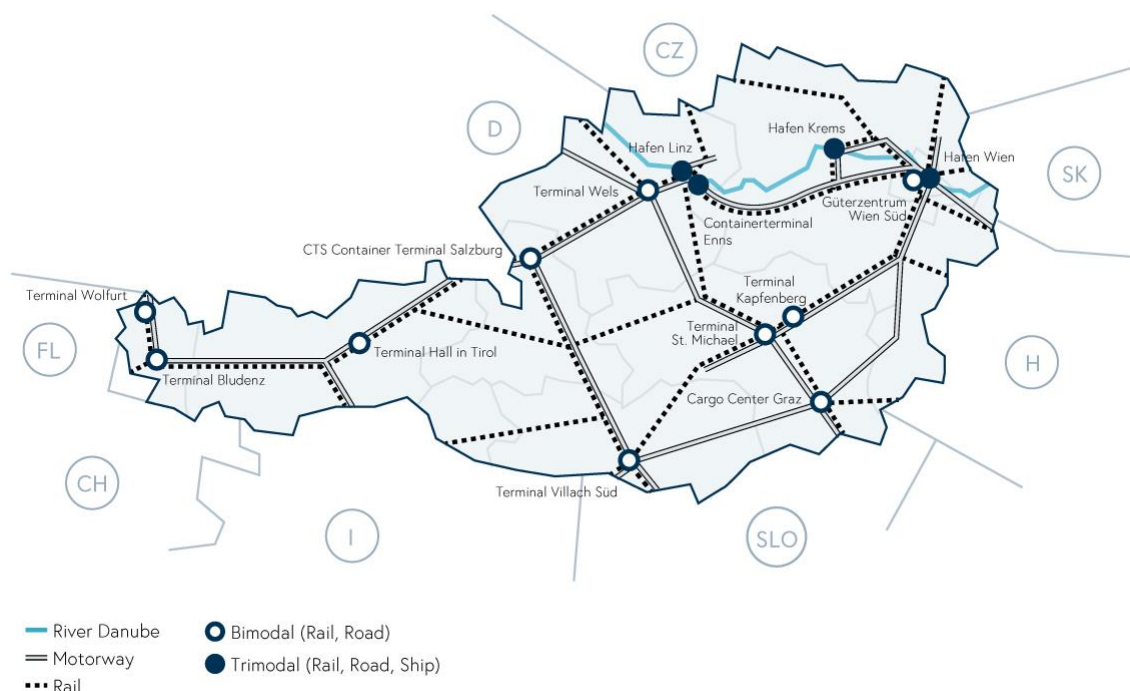 CZ
D
Hafen Krems
Hafen Linz
Hafen Wien
SK
Terminal Wels
Güterzentrum
Wien Süd
Containerterminal
Enns
CTS Container Terminal Salzburg
Terminal
Kapfenberg
Terminal Wolfurt
Terminal
St. Michael
FL
Terminal Hall in Tirol
H
Terminal Bludenz
Cargo Center Graz
CH
Terminal Villach Süd
I
SLO
River Danube
Bimodal (Rail, Road)
Motorway
Trimodal (Rail, Road, Ship)
Rail